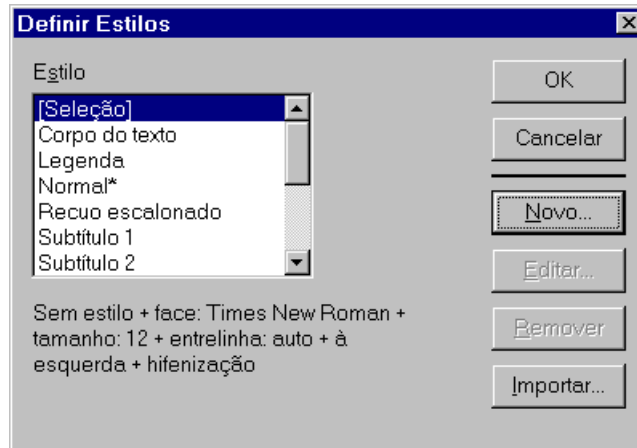 Definir Estilos
Estilo
[Seleção]
Corpo do texto
Legenda
Normal*
Recuo escalonado
Subtítulo 1
Subtítulo 2
Sem estilo + face: Times New Roman +
tamanho: 12 + entrelinha: auto + à
esquerda + hifenização
OK
Cancelar
Novo...
Editar...
Remover
Importar...